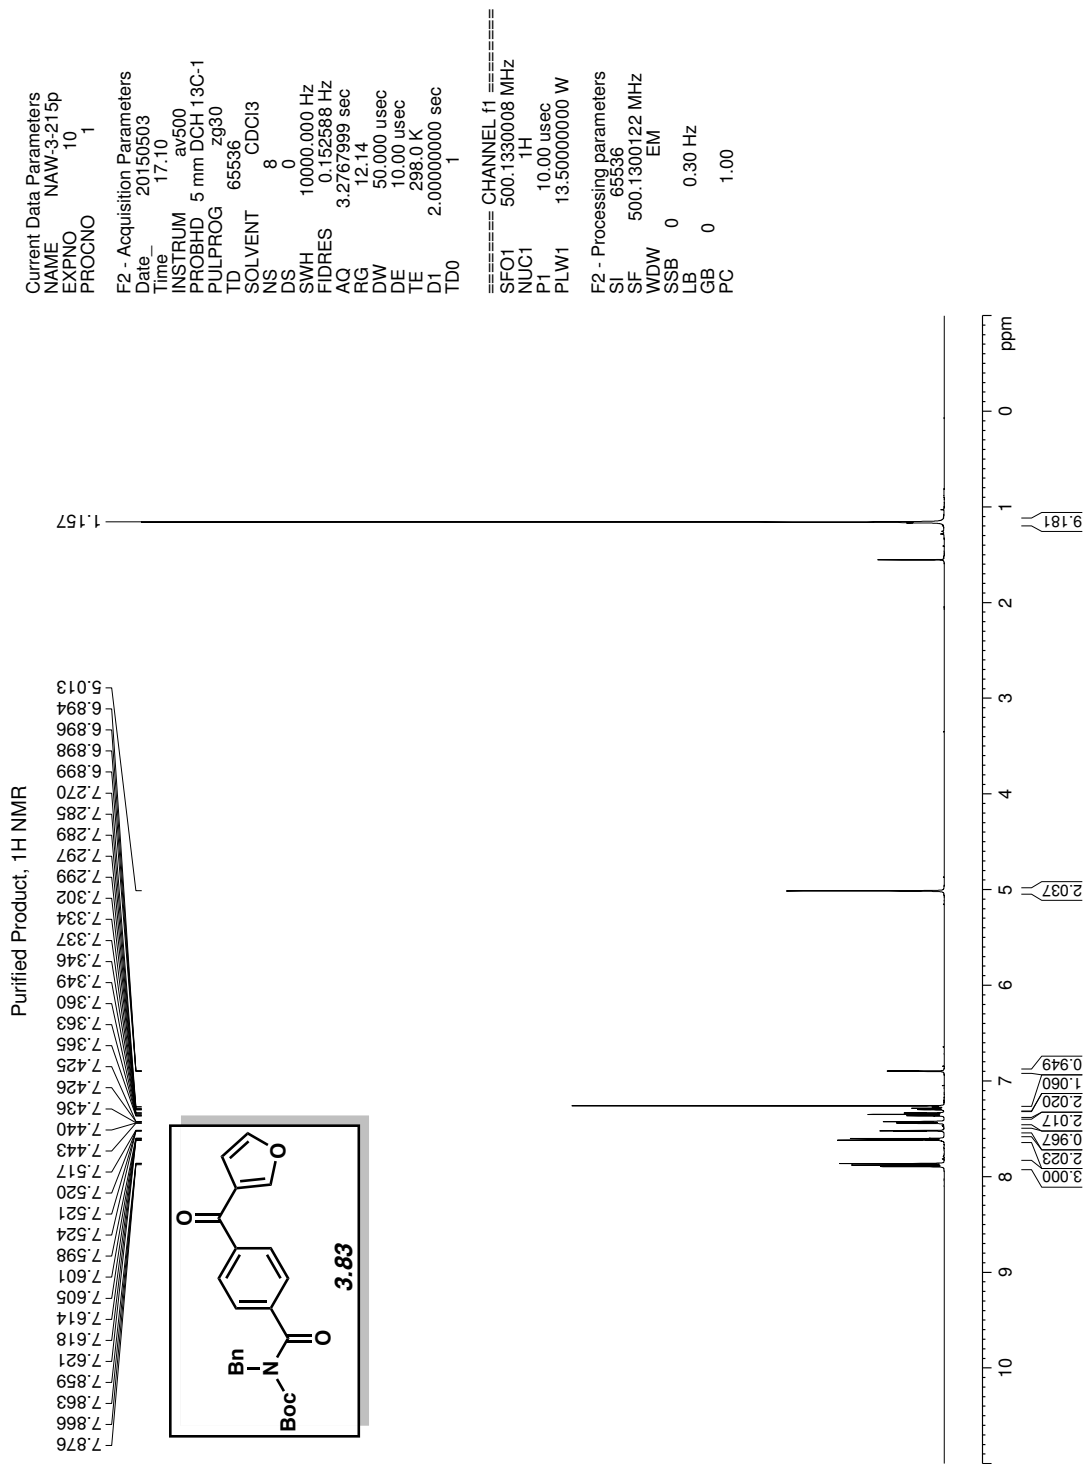 Purified Product, 1H NMR
7.876
7.866
7.863
7.859
7.621
7.618
7.614
7.605
7.601
7.598
7.524
7.521
7.520
7.517
7.443
7.440
7.436
7.426
7.425
7.365
7.363
7.360
7.349
7.346
7.337
7.334
7.302
7.299
7.297
7.289
7.285
7.270
6.899
6.898
6.896
6.894
5.013
1.157
O
Bn
N
Boc
O
O
3.83
Current Data Parameters
NAME NAW-3-215p
EXPNO 10
PROCNO 1
F2 - Acquisition Parameters
Date_ 20150503
Time 17.10
INSTRUM av500
PROBHD 5 mm DCH 13C-1
PULPROG zg30
TD 65536
SOLVENT CDCl3
NS 8
DS 0
SWH 10000.000 Hz
FIDRES 0.152588 Hz
AQ 3.2767999 sec
RG 12.14
DW 50.000 usec
DE 10.00 usec
TE 298.0 K
D1 2.00000000 sec
TD0 1
======== CHANNEL f1 ========
SFO1 500.1330008 MHz
NUC1 1H
P1 10.00 usec
PLW1 13.50000000 W
F2 - Processing parameters
SI 65536
SF 500.1300122 MHz
WDW EM
SSB 0
LB 0.30 Hz
GB 0
PC 1.00
10 9 8 7 6 5 4 3 2 1 0 ppm
3.000
2.023
0.967
2.017
2.020
1.060
0.949
2.037
9.181